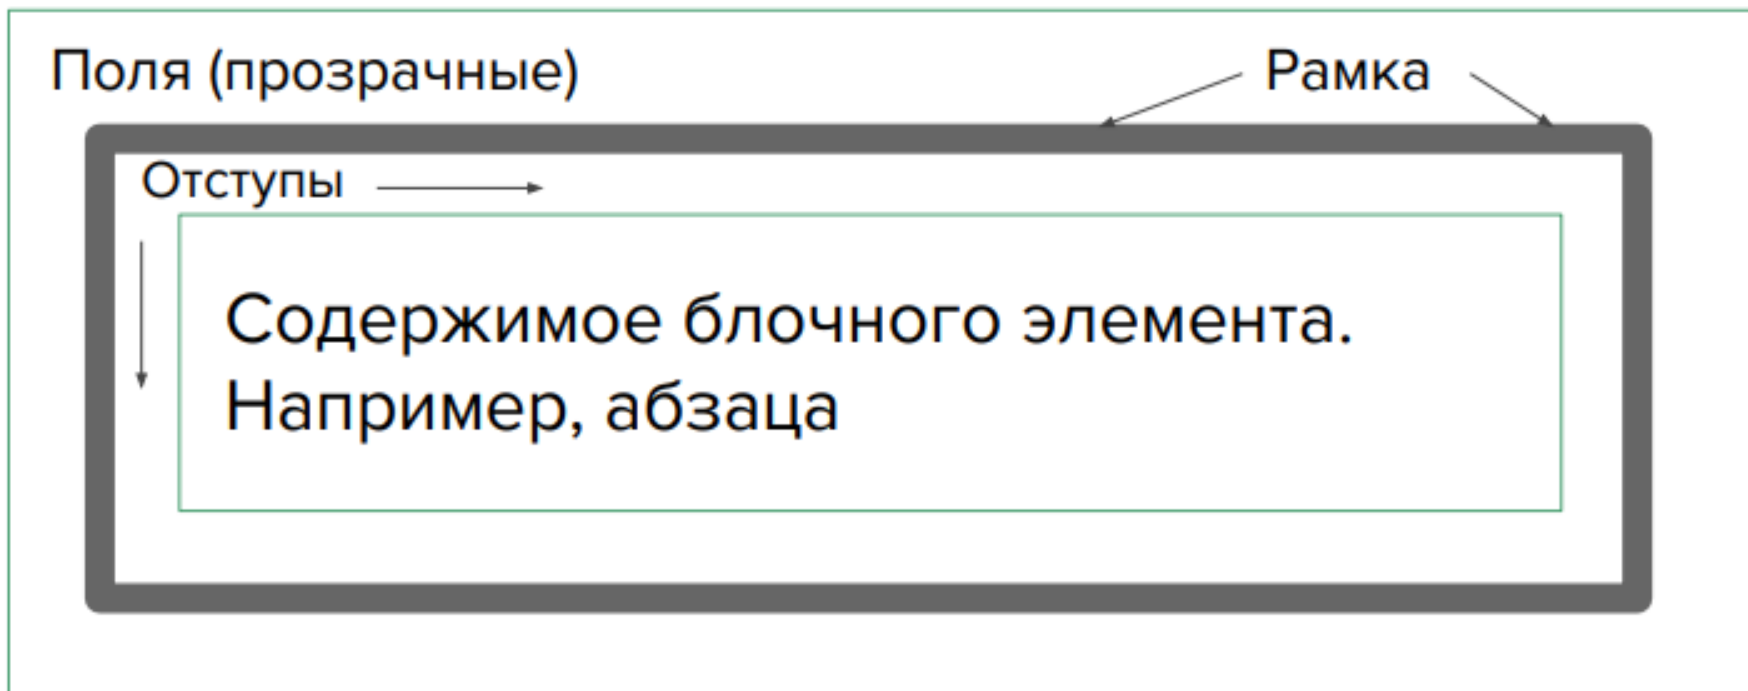 Поля (прозрачные)
Рамка
Отступы
Содержимое блочного элемента.
Например, абзаца